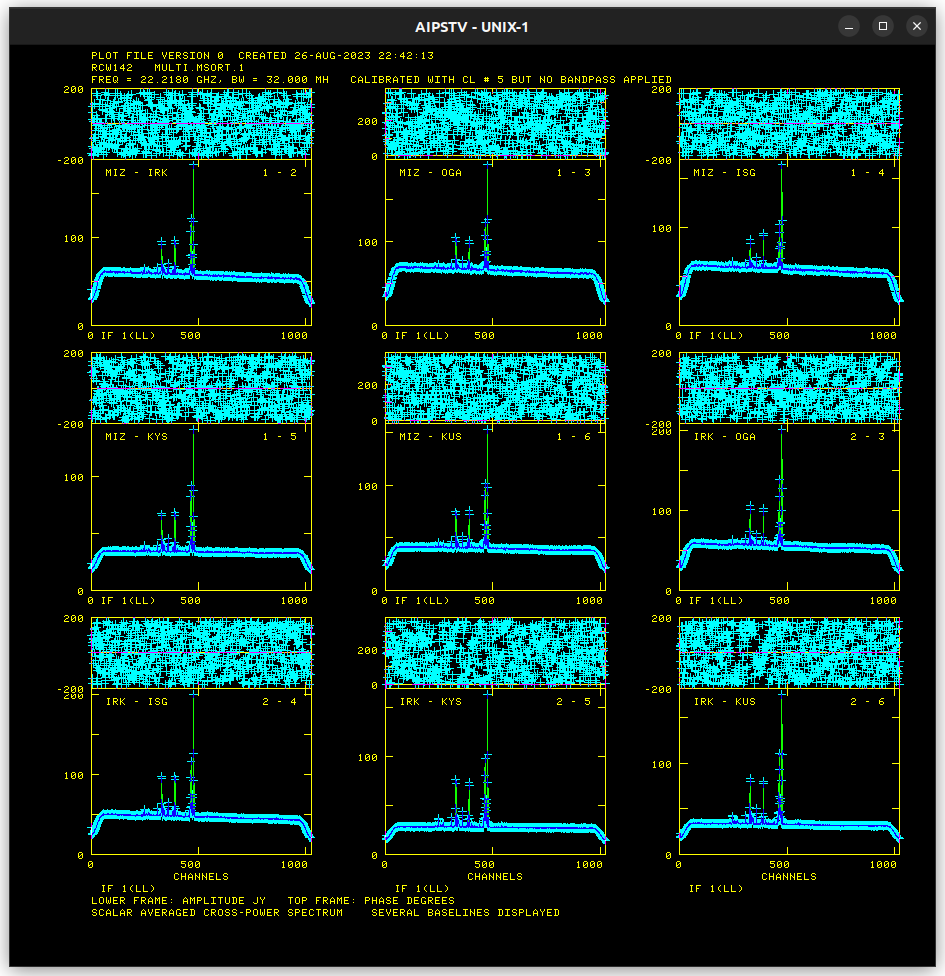 AIPSTV - UNIX-1
PLOT FILE VERSION 0 CREATED 26-AUG-2023 22:42:13
RCW142 MULTI.MSORT.1
FREQ = 22.2180 GHZ, BW = 32.000 MH CALIBRATED WITH CL # 5 BUT NO BANDPASS APPLIED
200 200
200
0
-200 -200
MIZ - IRK 1 - 2 MIZ - OGA 1 - 3 MIZ - ISG 1 - 4
100 100 100
0 0 0
0 IF 1(LL) 500 1000 0 IF 1(LL) 500 1000 0 IF 1(LL) 500 1000
200 200
200
0
-200 -200
200
MIZ - KYS 1 - 5 MIZ - KUS 1 - 6 IRK - OGA 2 - 3
100 100 100
0 0 0
0 IF 1(LL) 500 1000 0 IF 1(LL) 500 1000 0 IF 1(LL) 500 1000
200 200
200
0
-200 -200
200
IRK - ISG 2 - 4 IRK - KYS 2 - 5 IRK - KUS 2 - 6
100 100 100
0 0 0
0 500 1000 0 500 1000 0 500 1000
CHANNELS CHANNELS
IF 1(LL) IF 1(LL) IF 1(LL)
LOWER FRAME: AMPLITUDE JY TOP FRAME: PHASE DEGREES
SCALAR AVERAGED CROSS-POWER SPECTRUM SEVERAL BASELINES DISPLAYED